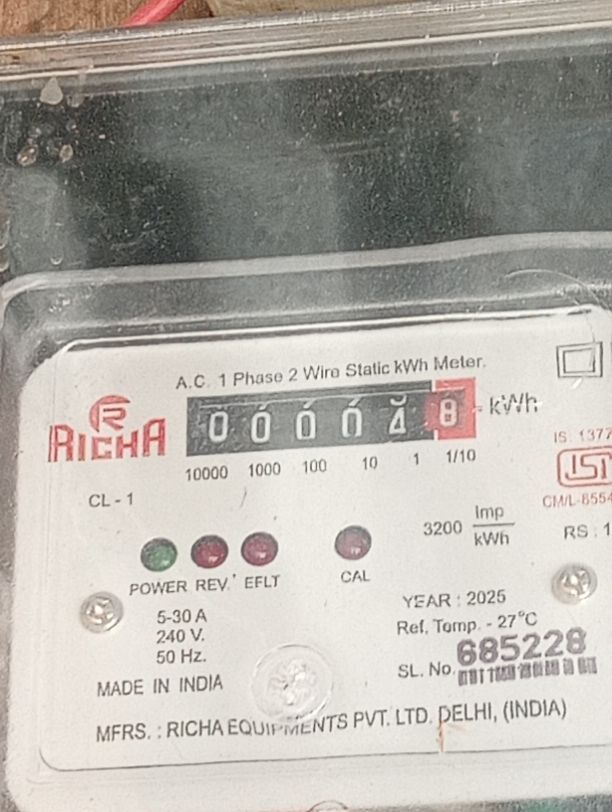 A.C. 1 Phase 2 Wire Static kWh Meter.
R
RICHA
0 0 0 0 4 8 - kWh
10000 1000 100 10 1 1/10
IS : 1377
ISI
CM/L-8554
CL - 1
3200 Imp
kWh
RS : 1
POWER REV. EFLT CAL
5-30 A
240 V.
50 Hz.
YEAR : 2025
Ref. Temp. - 27°C
SL. No. 685228
MADE IN INDIA
MFRS. : RICHA EQUIPMENTS PVT. LTD. DELHI, (INDIA)